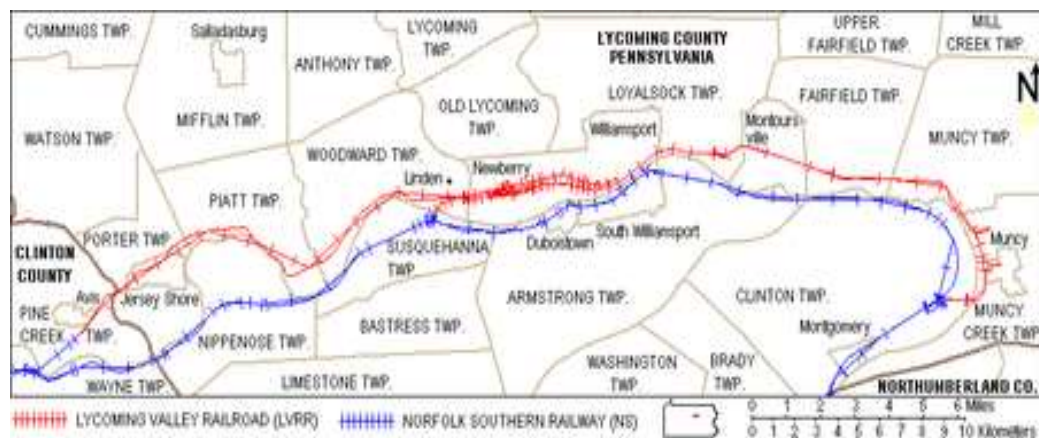 CUMMINGS TWP.
Salladasburg
LYCOMING
TWP.
ANTHONY TWP.
LYCOMING COUNTY
PENNSYLVANIA
UPPER
FAIRFIELD TWP.
MILL
CREEK TWP.
N
LOYALSOCK TWP.
FAIRFIELD TWP.
OLD LYCOMING
TWP.
MIFFLIN TWP.
WATSON TWP.
Williamsport
Montours-
ville
MUNCY TWP.
WOODWARD TWP.
Newberry
Linden
PIATT TWP.
PORTER TWP.
SUSQUEHANNA
TWP.
Duboistown
South Williamsport
Muncy
CLINTON
COUNTY
Avis
Jersey Shore
ARMSTRONG TWP.
CLINTON TWP.
PINE
CREEK TWP.
NIPPENOSE TWP.
BASTRESS TWP.
Montgomery
MUNCY
CREEK TWP.
WASHINGTON
TWP
BRADY
TWP.
WAYNE TWP.
LIMESTONE TWP.
NORTHUMBERLAND CO.
LYCOMING VALLEY RAILROAD (LVRR)
NORFOLK SOUTHERN RAILWAY (NS)
0 1 2 3 4 5 6 Miles
0 1 2 3 4 5 6 7 8 9 10 Kilometers